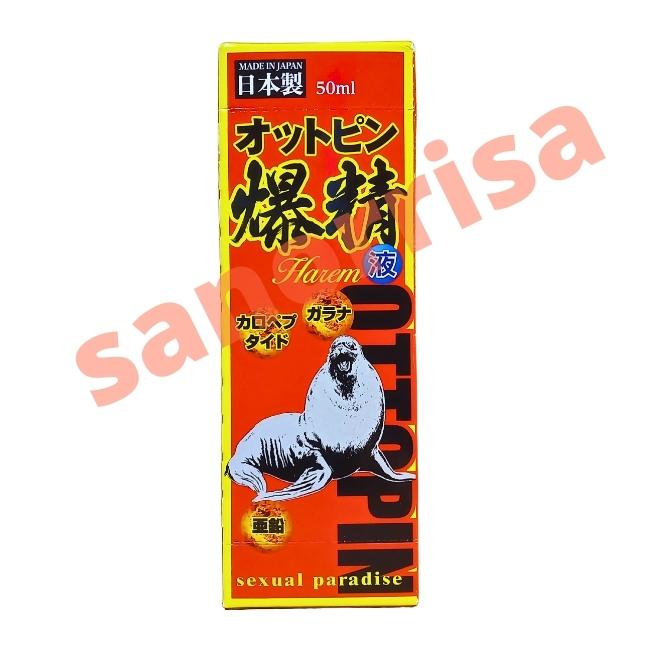 MADE IN JAPAN
日本製
50ml
オットピン
爆精
Harem
液
カロペプ
タイド
ガラナ
OTTOPIN
亜鉛
sexual paradise